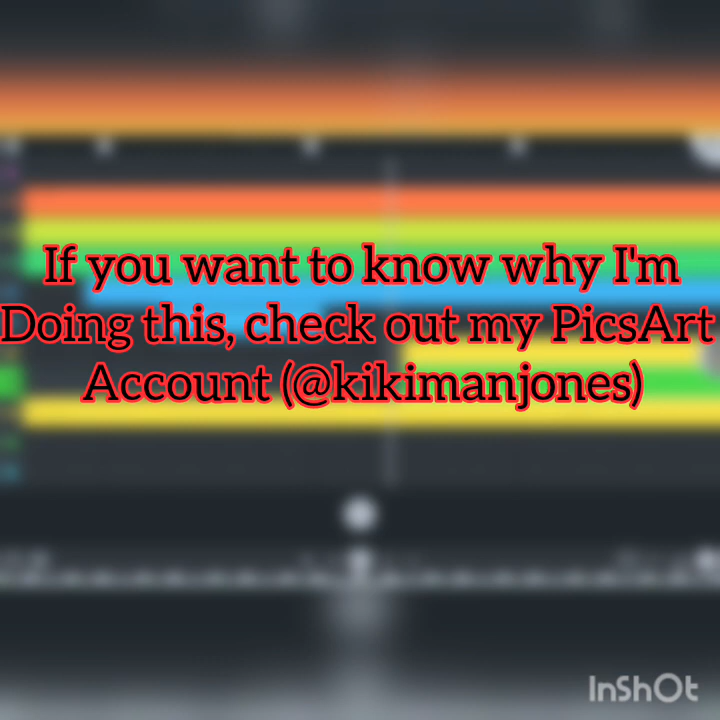 If you want to know why I'm
Doing this, check out my PicsArt
Account (@kikimanjones)
InShOt